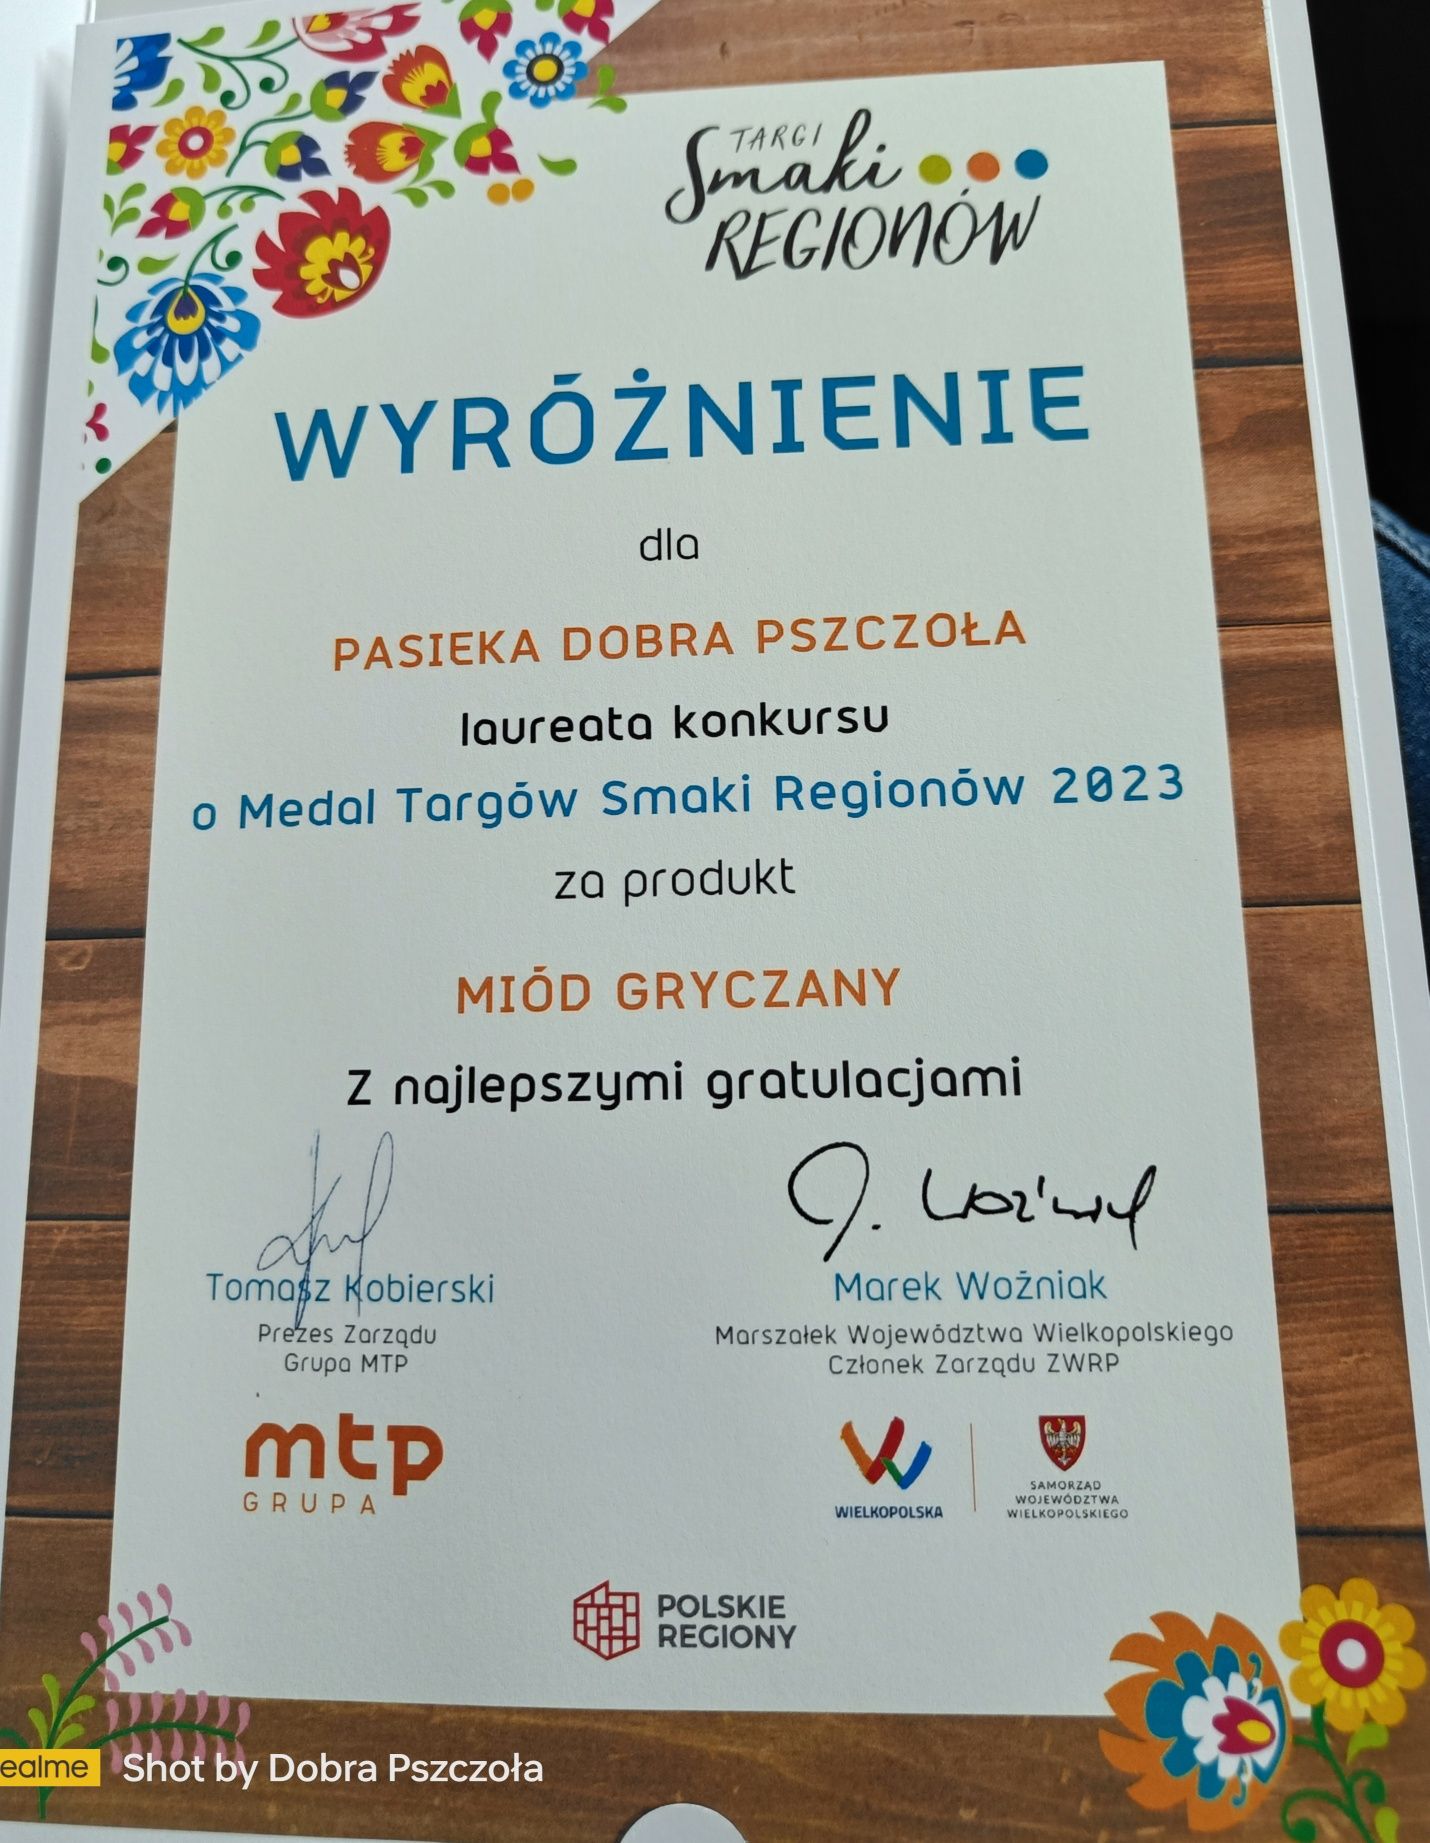 TARGI
Smaki
REGIONÓW
WYRÓŻNIENIE
dla
PASIEKA DOBRA PSZCZOŁA
laureata konkursu
o Medal Targów Smaki Regionów 2023
za produkt
MIÓD GRYCZANY
Z najlepszymi gratulacjami
J. Woźniak
Tomasz Kobierski
Prezes Zarządu
Grupa MTP
Marek Woźniak
Marszałek Województwa Wielkopolskiego
Członek Zarządu ZWRP
mtp
GRUPA
WIELKOPOLSKA
SAMORZĄD
WOJEWÓDZTWA
WIELKOPOLSKIEGO
POLSKIE
REGIONY
ealme Shot by Dobra Pszczoła